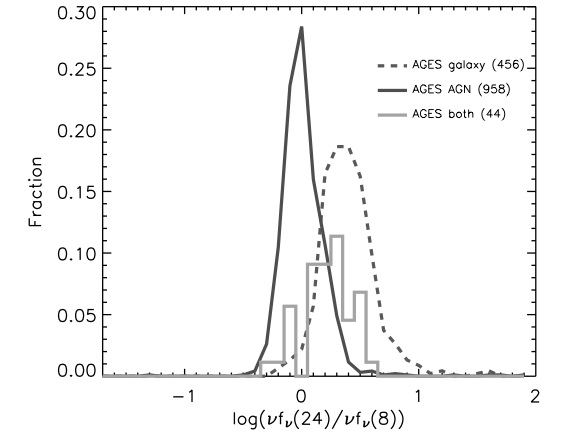 0.30
0.25
0.20
0.15
0.10
0.05
0.00
Fraction
AGES galaxy (456)
AGES AGN (958)
AGES both (44)
−1 0 1 2
log(νfν(24)/νfν(8))